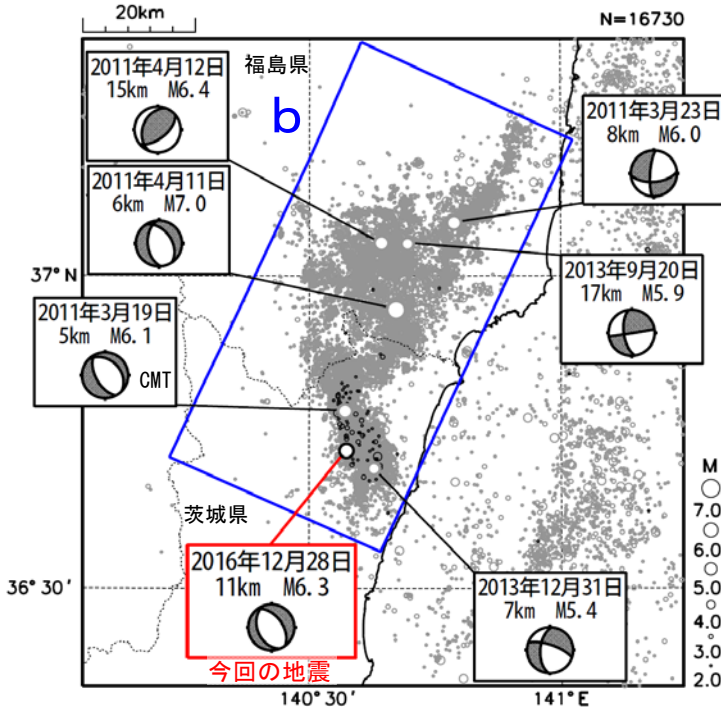 20km
N=16730
福島県
b
2011年4月12日
15km M6.4
2011年3月23日
8km M6.0
2011年4月11日
6km M7.0
37°N
2013年9月20日
17km M5.9
2011年3月19日
5km M6.1
CMT
茨城県
2016年12月28日
11km M6.3
今回の地震
2013年12月31日
7km M5.4
36°30′
M
7.0
6.0
5.0
4.0
3.0
2.0
140°30′
141°E